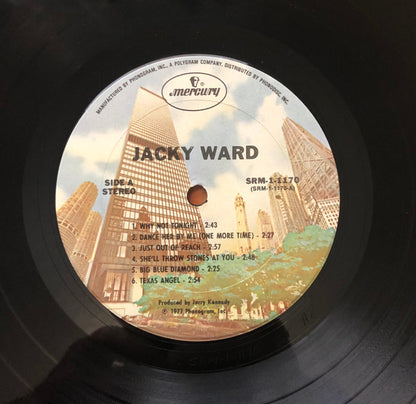 MANUFACTURED BY PHONOGRAM, INC., A POLYGRAM COMPANY, DISTRIBUTED BY PHONODISC, INC.
mercury
JACKY WARD
SIDE A
STEREO
SRM-1-1170
(SRM-1-1170-A)
1. WHY NOT TONIGHT - 2:43
2. DANCE HER BY ME (ONE MORE TIME) - 2:27
3. JUST OUT OF REACH - 2:57
4. SHE'LL THROW STONES AT YOU - 2:48
5. BIG BLUE DIAMOND - 2:25
6. TEXAS ANGEL - 2:54
Produced by Jerry Kennedy
℗ 1977 Phonogram, Inc.